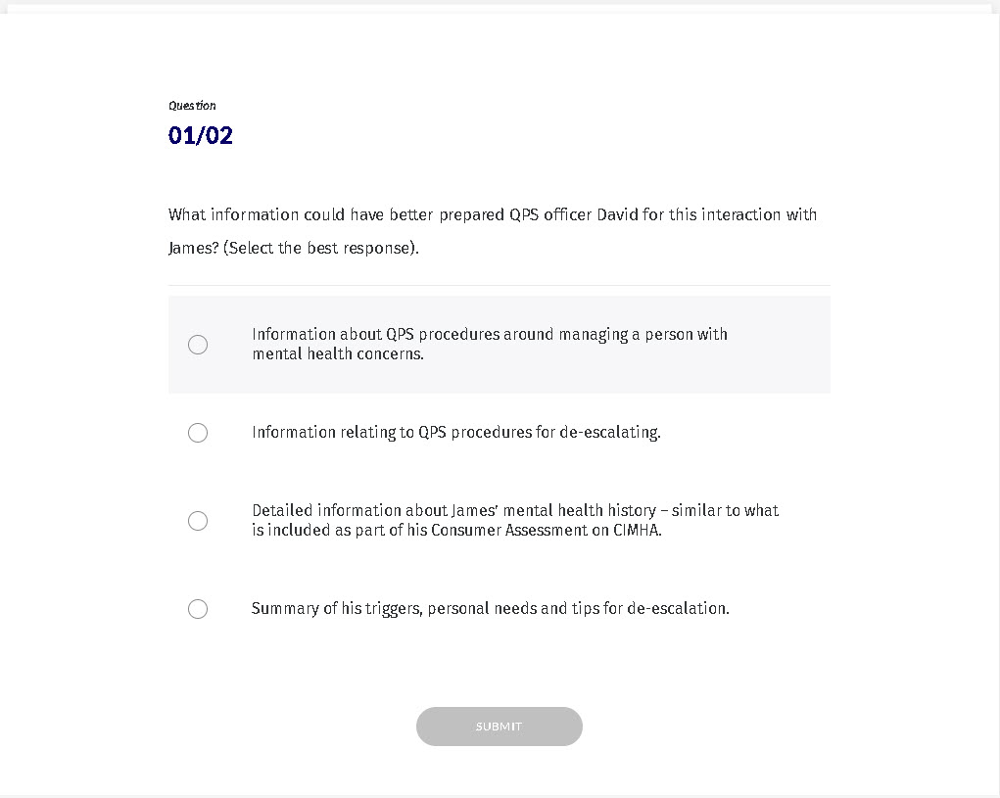 Question
01/02
What information could have better prepared QPS officer David for this interaction with
James? (Select the best response).
Information about QPS procedures around managing a person with
mental health concerns.
Information relating to QPS procedures for de-escalating.
Detailed information about James’ mental health history – similar to what
is included as part of his Consumer Assessment on CIMHA.
Summary of his triggers, personal needs and tips for de-escalation.
SUBMIT